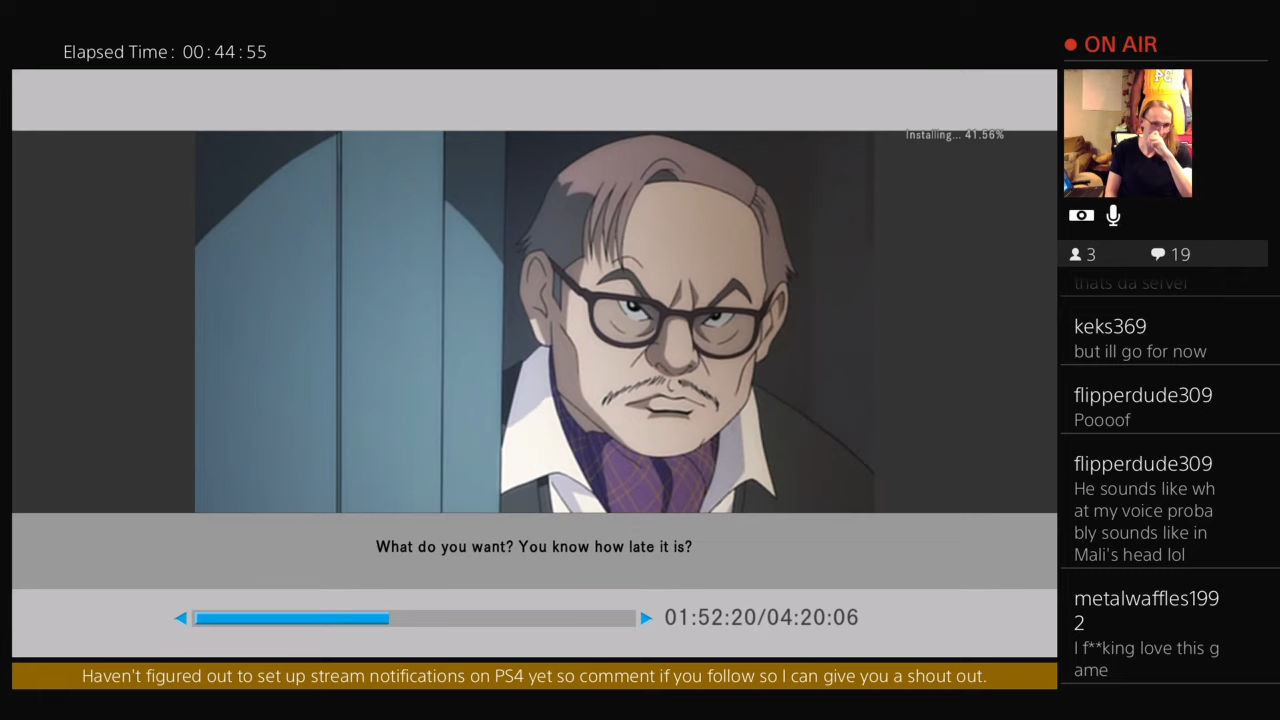 Elapsed Time: 00:44:55
ON AIR
Installing... 41.56%
3
19
thats da server
keks369
but ill go for now
flipperdude309
Poooof
flipperdude309
He sounds like wh
at my voice proba
bly sounds like in
Mali's head lol
metalwaffles199
2
I f**king love this g
ame
What do you want? You know how late it is?
01:52:20/04:20:06
Haven't figured out to set up stream notifications on PS4 yet so comment if you follow so I can give you a shout out.